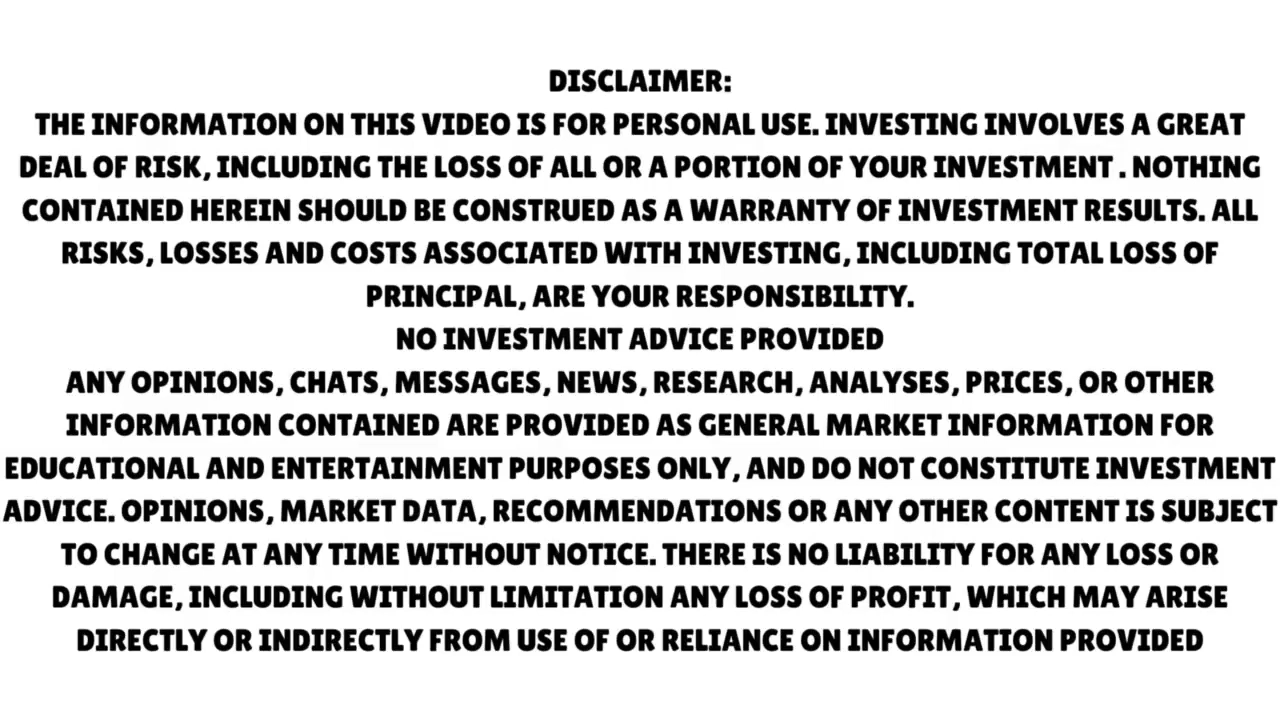 DISCLAIMER:
THE INFORMATION ON THIS VIDEO IS FOR PERSONAL USE. INVESTING INVOLVES A GREAT
DEAL OF RISK, INCLUDING THE LOSS OF ALL OR A PORTION OF YOUR INVESTMENT . NOTHING
CONTAINED HEREIN SHOULD BE CONSTRUED AS A WARRANTY OF INVESTMENT RESULTS. ALL
RISKS, LOSSES AND COSTS ASSOCIATED WITH INVESTING, INCLUDING TOTAL LOSS OF
PRINCIPAL, ARE YOUR RESPONSIBILITY.
NO INVESTMENT ADVICE PROVIDED
ANY OPINIONS, CHATS, MESSAGES, NEWS, RESEARCH, ANALYSES, PRICES, OR OTHER
INFORMATION CONTAINED ARE PROVIDED AS GENERAL MARKET INFORMATION FOR
EDUCATIONAL AND ENTERTAINMENT PURPOSES ONLY, AND DO NOT CONSTITUTE INVESTMENT
ADVICE. OPINIONS, MARKET DATA, RECOMMENDATIONS OR ANY OTHER CONTENT IS SUBJECT
TO CHANGE AT ANY TIME WITHOUT NOTICE. THERE IS NO LIABILITY FOR ANY LOSS OR
DAMAGE, INCLUDING WITHOUT LIMITATION ANY LOSS OF PROFIT, WHICH MAY ARISE
DIRECTLY OR INDIRECTLY FROM USE OF OR RELIANCE ON INFORMATION PROVIDED